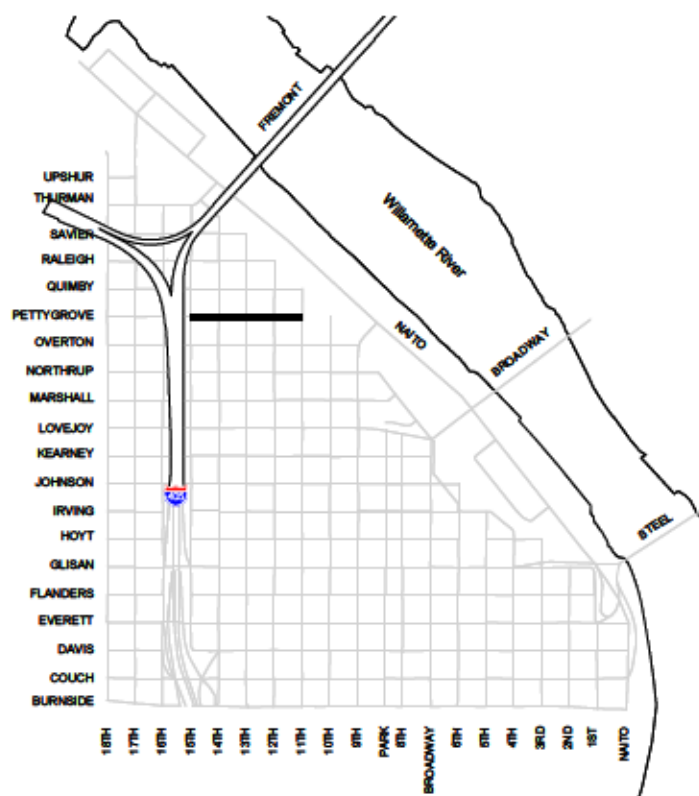 FREMONT
UPSHUR
THURMAN
Willamette River
SAVIER
RALEIGH
QUIMBY
PETTYGROVE
NAITO
BROADWAY
OVERTON
NORTHRUP
MARSHALL
LOVEJOY
KEARNEY
JOHNSON
405
IRVING
STEEL
HOYT
GLISAN
FLANDERS
EVERETT
DAVIS
COUCH
BURNSIDE
18TH
17TH
16TH
15TH
14TH
13TH
12TH
11TH
10TH
9TH
PARK
8TH
BROADWAY
6TH
5TH
4TH
3RD
2ND
1ST
NAITO